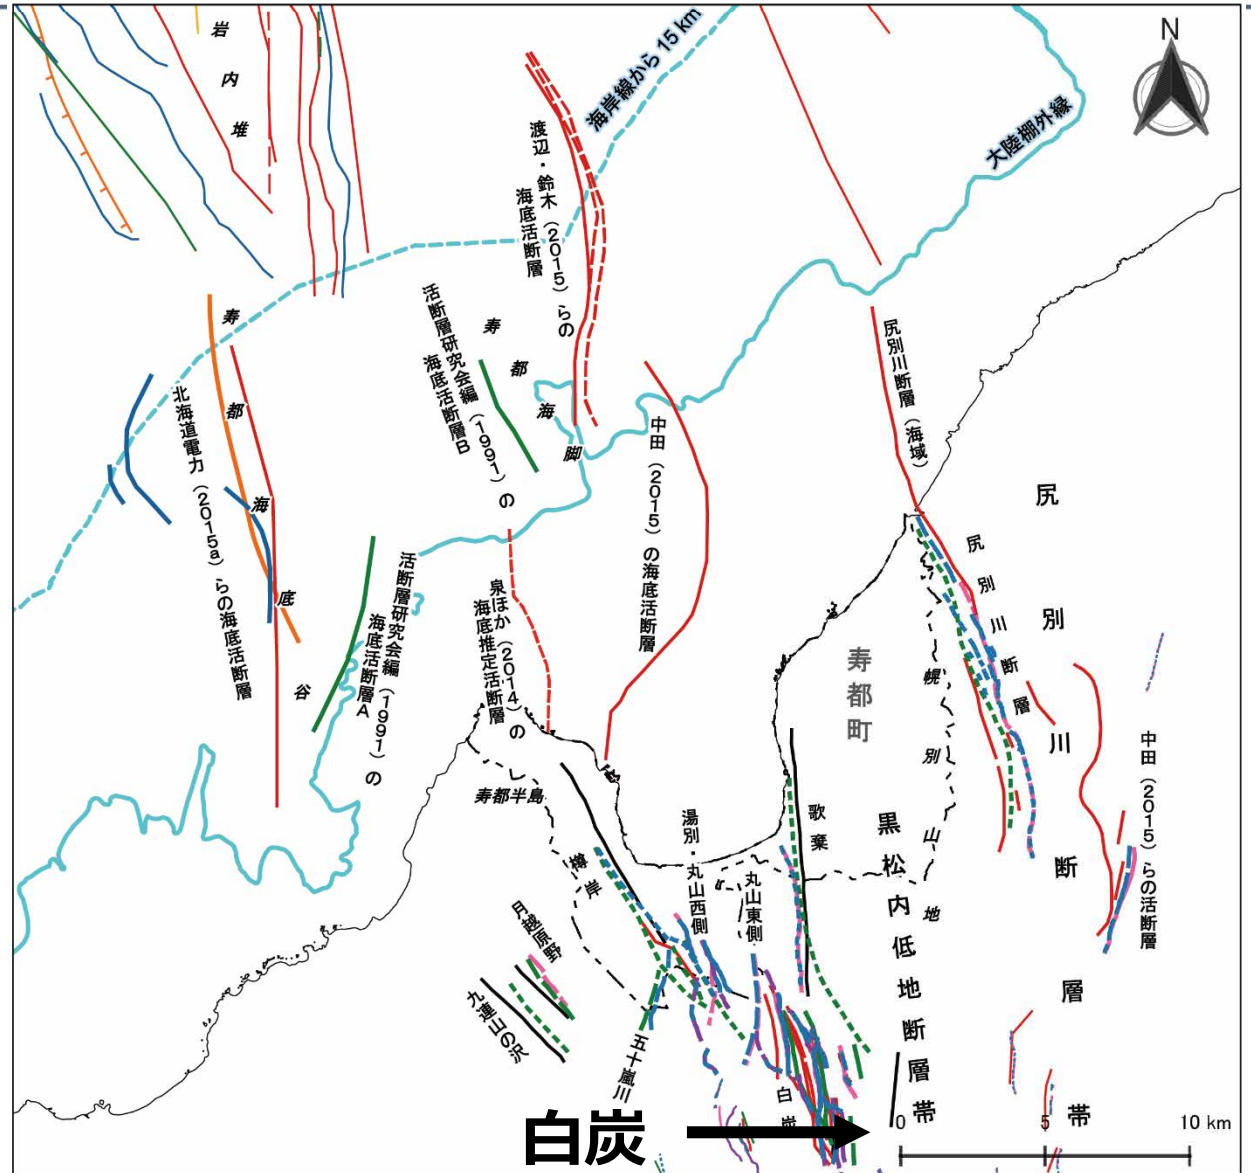 岩内堆
N
海岸線から 15 km
大陸棚外縁
渡辺・鈴木（2015）らの
海底活断層
活断層研究会編（1991）の
海底活断層B
寿都海脚
寿都海底谷
北海道電力（2015a）らの海底活断層
中田（2015）の海底活断層
尻別川断層（海域）
活断層研究会編（1991）の
海底活断層A
泉ほか（2014）の
海底推定活断層
尻別川断層
尻別川断層帯
寿都町
幌別山地
中田（2015）らの活断層
寿都半島
歌棄
黒松内低地断層帯
樽岸
湯別・丸山西側
丸山東側
月越原野
九連山の沢
五十嵐川
白炭
白炭
0
5
10 km